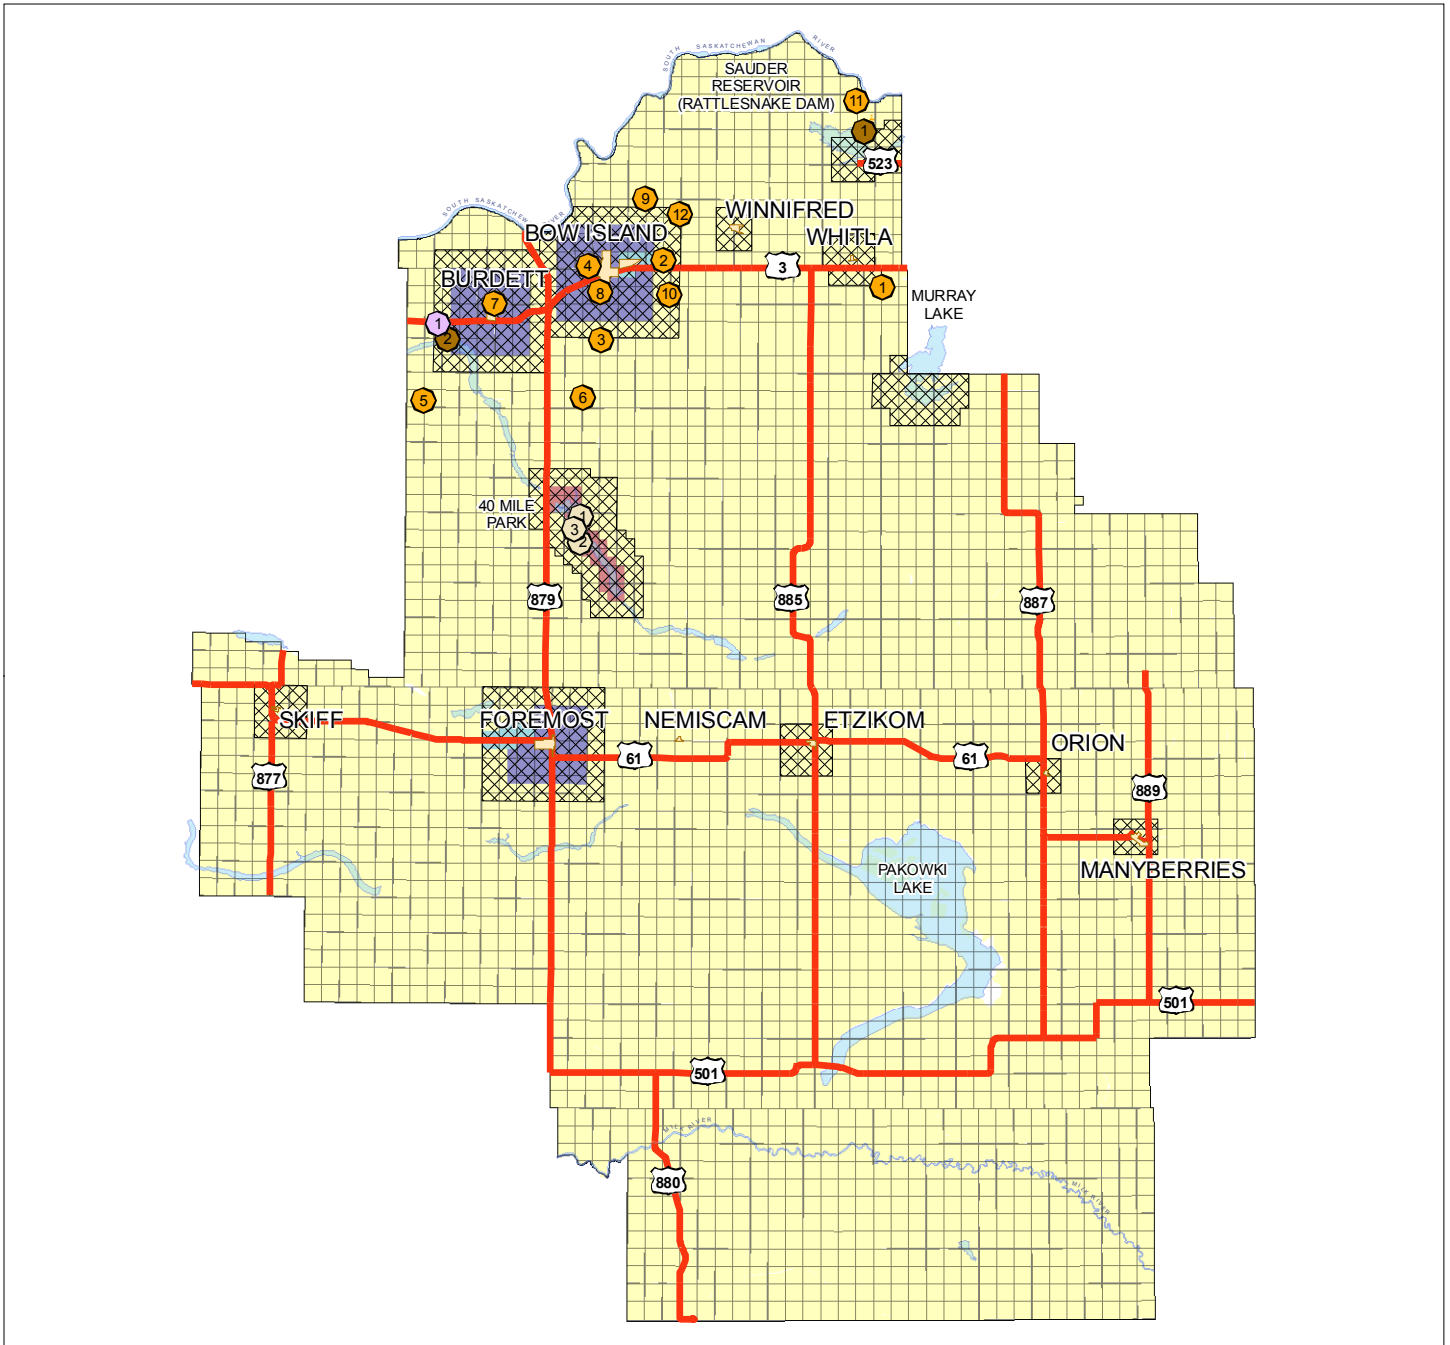 SOUTH SASKATCHEWAN RIVER
SAUDER
RESERVOIR
(RATTLESNAKE DAM)
11
1
523
9
12
SOUTH SASKATCHEWAN RIVER
WINNIFRED
BOW ISLAND
WHITLA
4
2
3
BURDETT
7
8
10
1
MURRAY
LAKE
1
2
3
5
6
40 MILE
PARK
1
3
2
879
885
887
SKIFF
FOREMOST
NEMISCAM
ETZIKOM
ORION
61
61
877
889
PAKOWKI
LAKE
MANYBERRIES
501
501
MILK RIVER
880
MILK RIVER